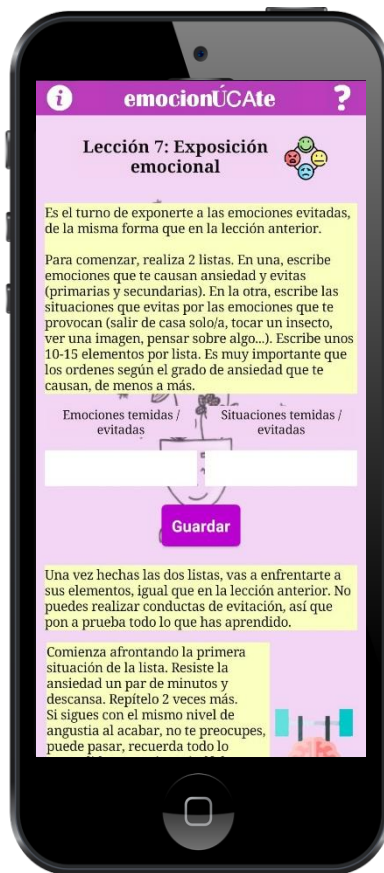 i emocionÚCAte ?
Lección 7: Exposición
emocional
Es el turno de exponerte a las emociones evitadas,
de la misma forma que en la lección anterior.
Para comenzar, realiza 2 listas. En una, escribe
emociones que te causan ansiedad y evitas
(primarias y secundarias). En la otra, escribe las
situaciones que evitas por las emociones que te
provocan (salir de casa solo/a, tocar un insecto,
ver una imagen, pensar sobre algo...). Escribe unos
10-15 elementos por lista. Es muy importante que
los ordenes según el grado de ansiedad que te
causan, de menos a más.
Emociones temidas /
evitadas
Situaciones temidas /
evitadas
Guardar
Una vez hechas las dos listas, vas a enfrentarte a
sus elementos, igual que en la lección anterior. No
puedes realizar conductas de evitación, así que
pon a prueba todo lo que has aprendido.
Comienza afrontando la primera
situación de la lista. Resiste la
ansiedad un par de minutos y
descansa. Repítelo 2 veces más.
Si sigues con el mismo nivel de
angustia al acabar, no te preocupes,
puede pasar, recuerda todo lo